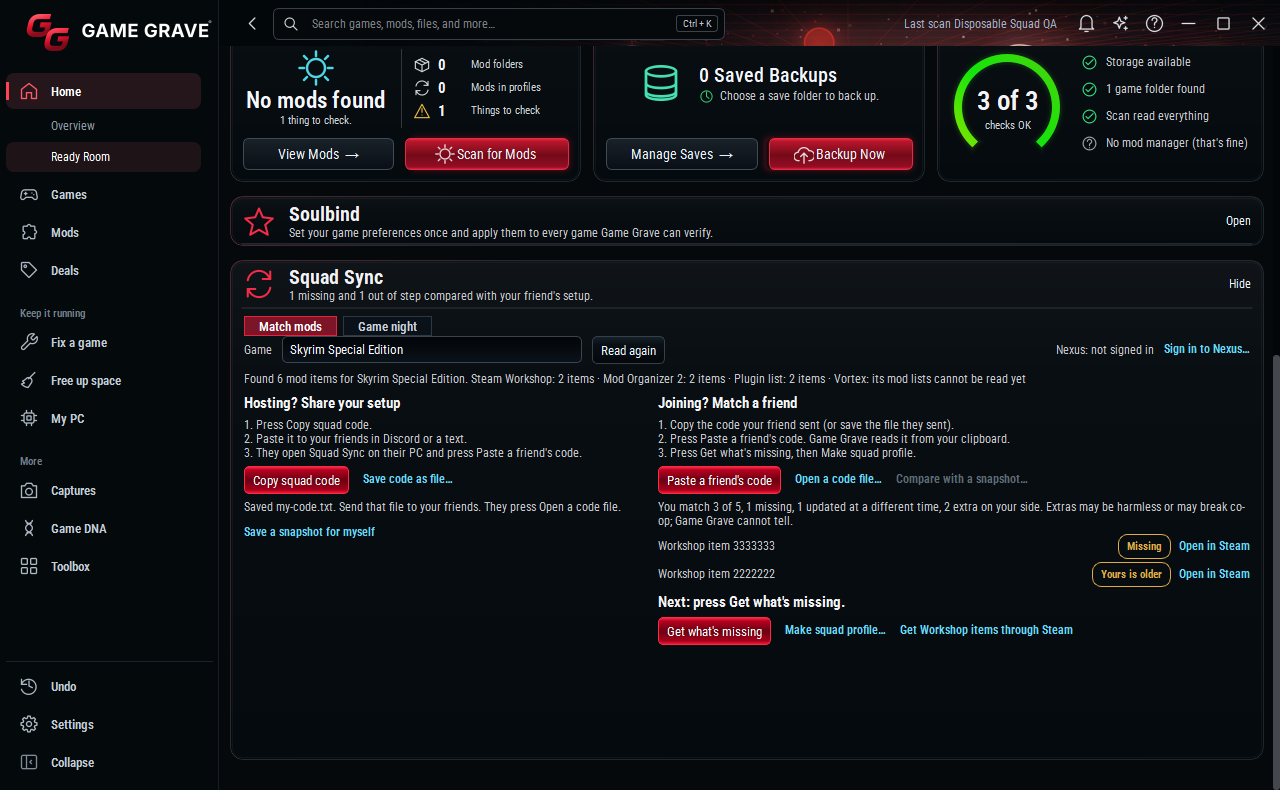 GG GAME GRAVE
Search games, mods, files, and more...
Ctrl + K
Last scan Disposable Squad QA
Home
Overview
Ready Room
Games
Mods
Deals
Keep it running
Fix a game
Free up space
My PC
More
Captures
Game DNA
Toolbox
Undo
Settings
Collapse
No mods found
1 thing to check.
0 Mod folders
0 Mods in profiles
1 Things to check
View Mods →
Scan for Mods
0 Saved Backups
Choose a save folder to back up.
Manage Saves →
Backup Now
3 of 3
checks OK
Storage available
1 game folder found
Scan read everything
No mod manager (that's fine)
Soulbind
Set your game preferences once and apply them to every game Game Grave can verify.
Open
Squad Sync
1 missing and 1 out of step compared with your friend's setup.
Hide
Match mods
Game night
Game
Skyrim Special Edition
Read again
Nexus: not signed in
Sign in to Nexus...
Found 6 mod items for Skyrim Special Edition. Steam Workshop: 2 items · Mod Organizer 2: 2 items · Plugin list: 2 items · Vortex: its mod lists cannot be read yet
Hosting? Share your setup
1. Press Copy squad code.
2. Paste it to your friends in Discord or a text.
3. They open Squad Sync on their PC and press Paste a friend's code.
Copy squad code
Save code as file...
Saved my-code.txt. Send that file to your friends. They press Open a code file.
Save a snapshot for myself
Joining? Match a friend
1. Copy the code your friend sent (or save the file they sent).
2. Press Paste a friend's code. Game Grave reads it from your clipboard.
3. Press Get what's missing, then Make squad profile.
Paste a friend's code
Open a code file...
Compare with a snapshot...
You match 3 of 5, 1 missing, 1 updated at a different time, 2 extra on your side. Extras may be harmless or may break co-
op; Game Grave cannot tell.
Workshop item 3333333
Missing
Open in Steam
Workshop item 2222222
Yours is older
Open in Steam
Next: press Get what's missing.
Get what's missing
Make squad profile...
Get Workshop items through Steam